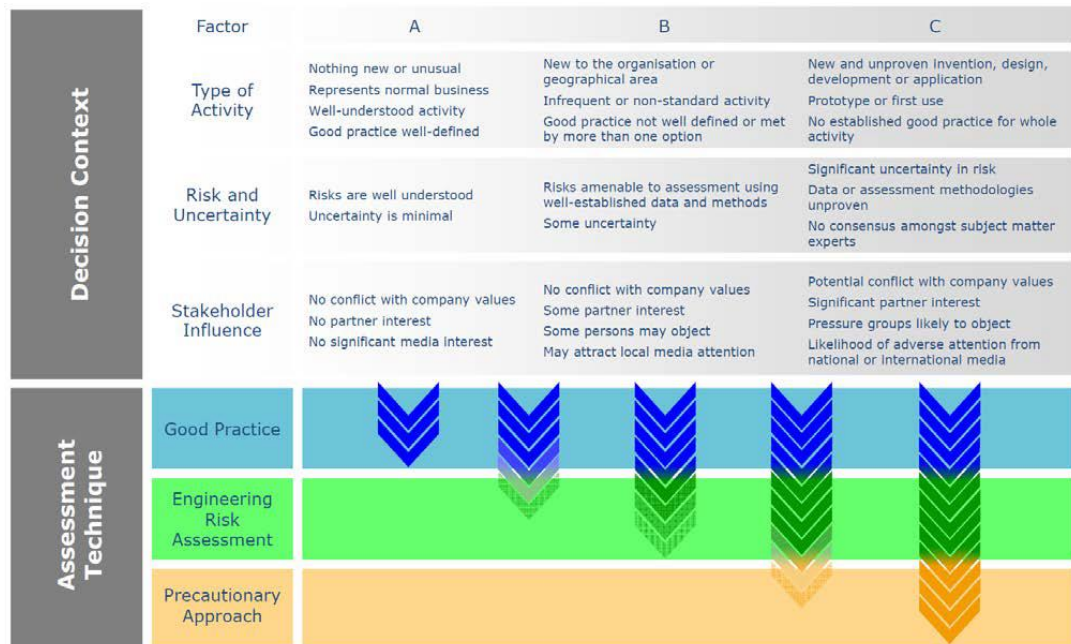 Decision Context
Factor
A
B
C
Type of
Activity
Nothing new or unusual
Represents normal business
Well-understood activity
Good practice well-defined
New to the organisation or
geographical area
Infrequent or non-standard activity
Good practice not well defined or met
by more than one option
New and unproven invention, design,
development or application
Prototype or first use
No established good practice for whole
activity
Risk and
Uncertainty
Risks are well understood
Uncertainty is minimal
Risks amenable to assessment using
well-established data and methods
Some uncertainty
Significant uncertainty in risk
Data or assessment methodologies
unproven
No consensus amongst subject matter
experts
Stakeholder
Influence
No conflict with company values
No partner interest
No significant media interest
No conflict with company values
Some partner interest
Some persons may object
May attract local media attention
Potential conflict with company values
Significant partner interest
Pressure groups likely to object
Likelihood of adverse attention from
national or international media
Assessment
Technique
Good Practice
Engineering
Risk
Assessment
Precautionary
Approach